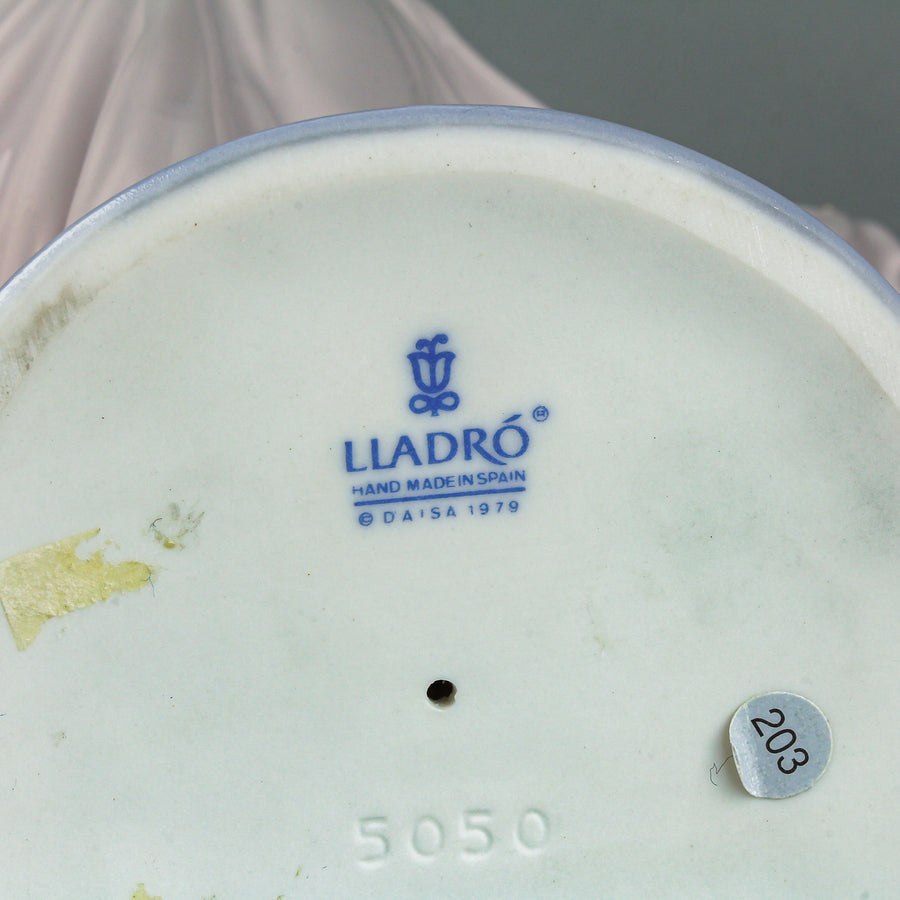 LLADRÓ®
HAND MADE IN SPAIN
© DAISA 1979
203
5050